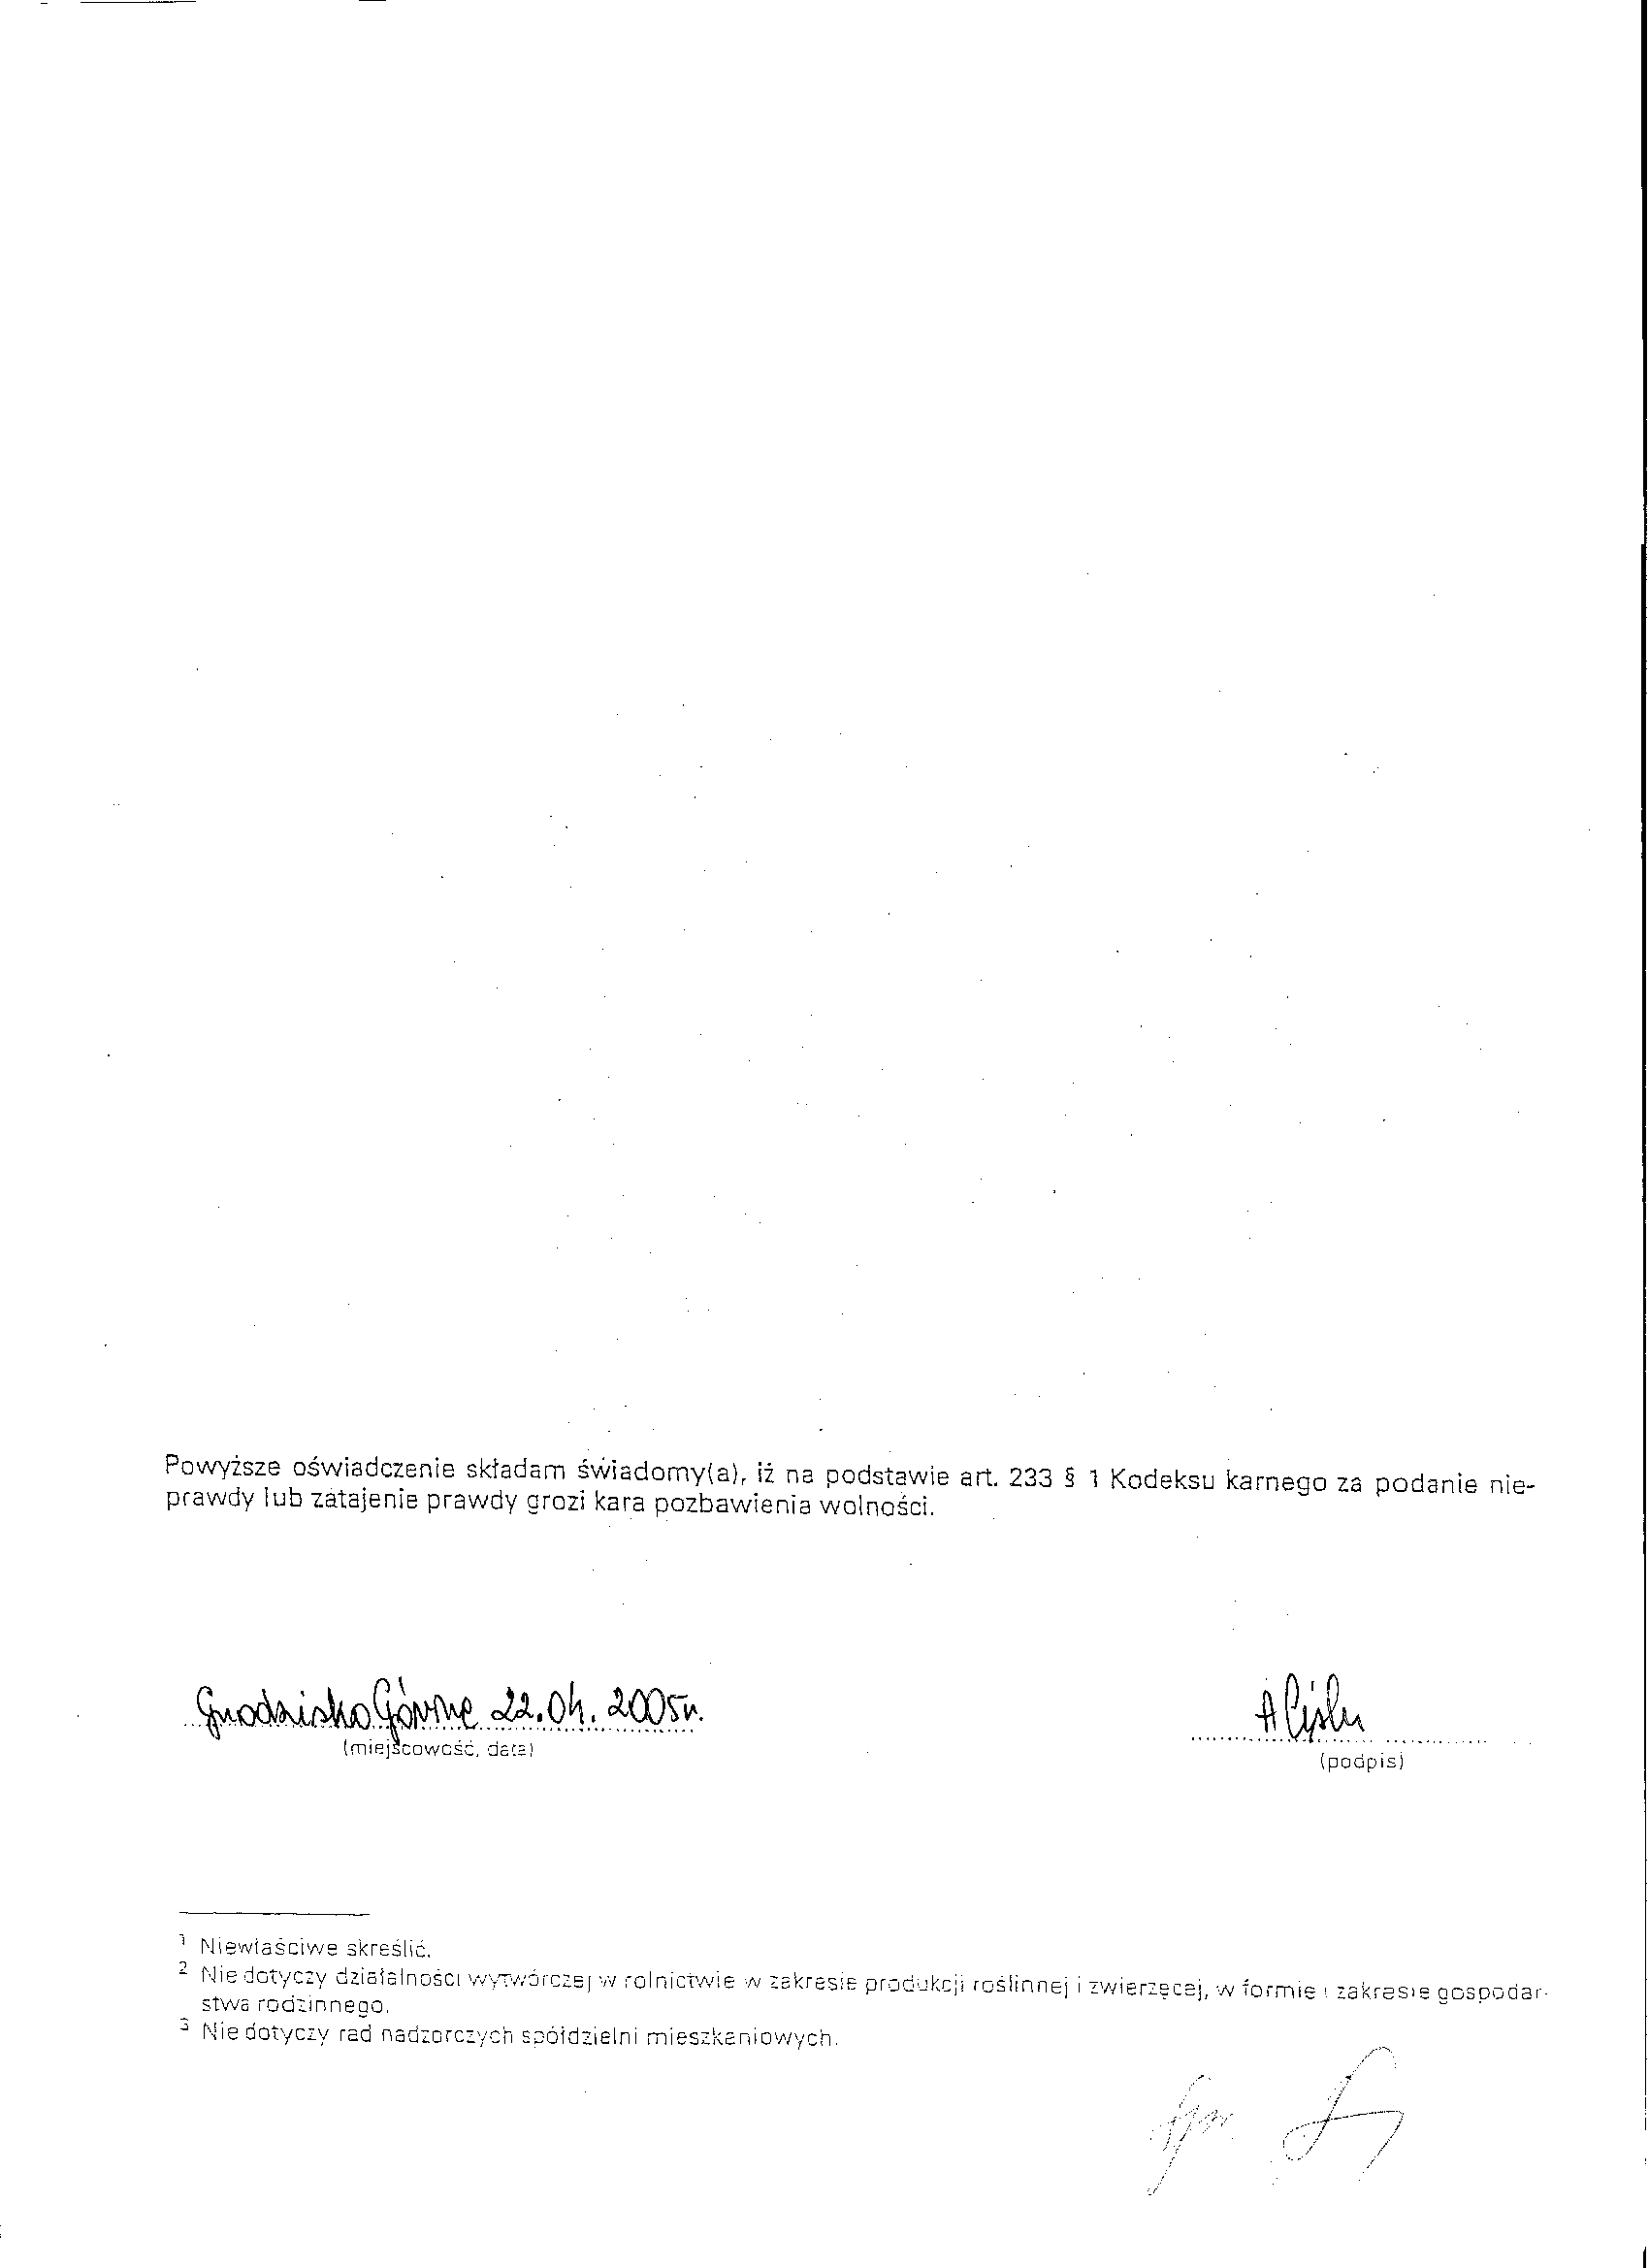 Powyższe oświadczenie składam świadomy(a), iż na podstawie art. 233 § 1 Kodeksu karnego za podanie nie-
prawdy lub zatajenie prawdy grozi kara pozbawienia wolności.
Grodzisko Górne 22.04.2005r.
(miejscowość, data)
(podpis)
1 Niewłaściwe skreślić.
2 Nie dotyczy działalności wytwórczej w rolnictwie w zakresie produkcji roślinnej i zwierzęcej, w formie i zakresie gospodar-
stwa rodzinnego.
3 Nie dotyczy rad nadzorczych spółdzielni mieszkaniowych.